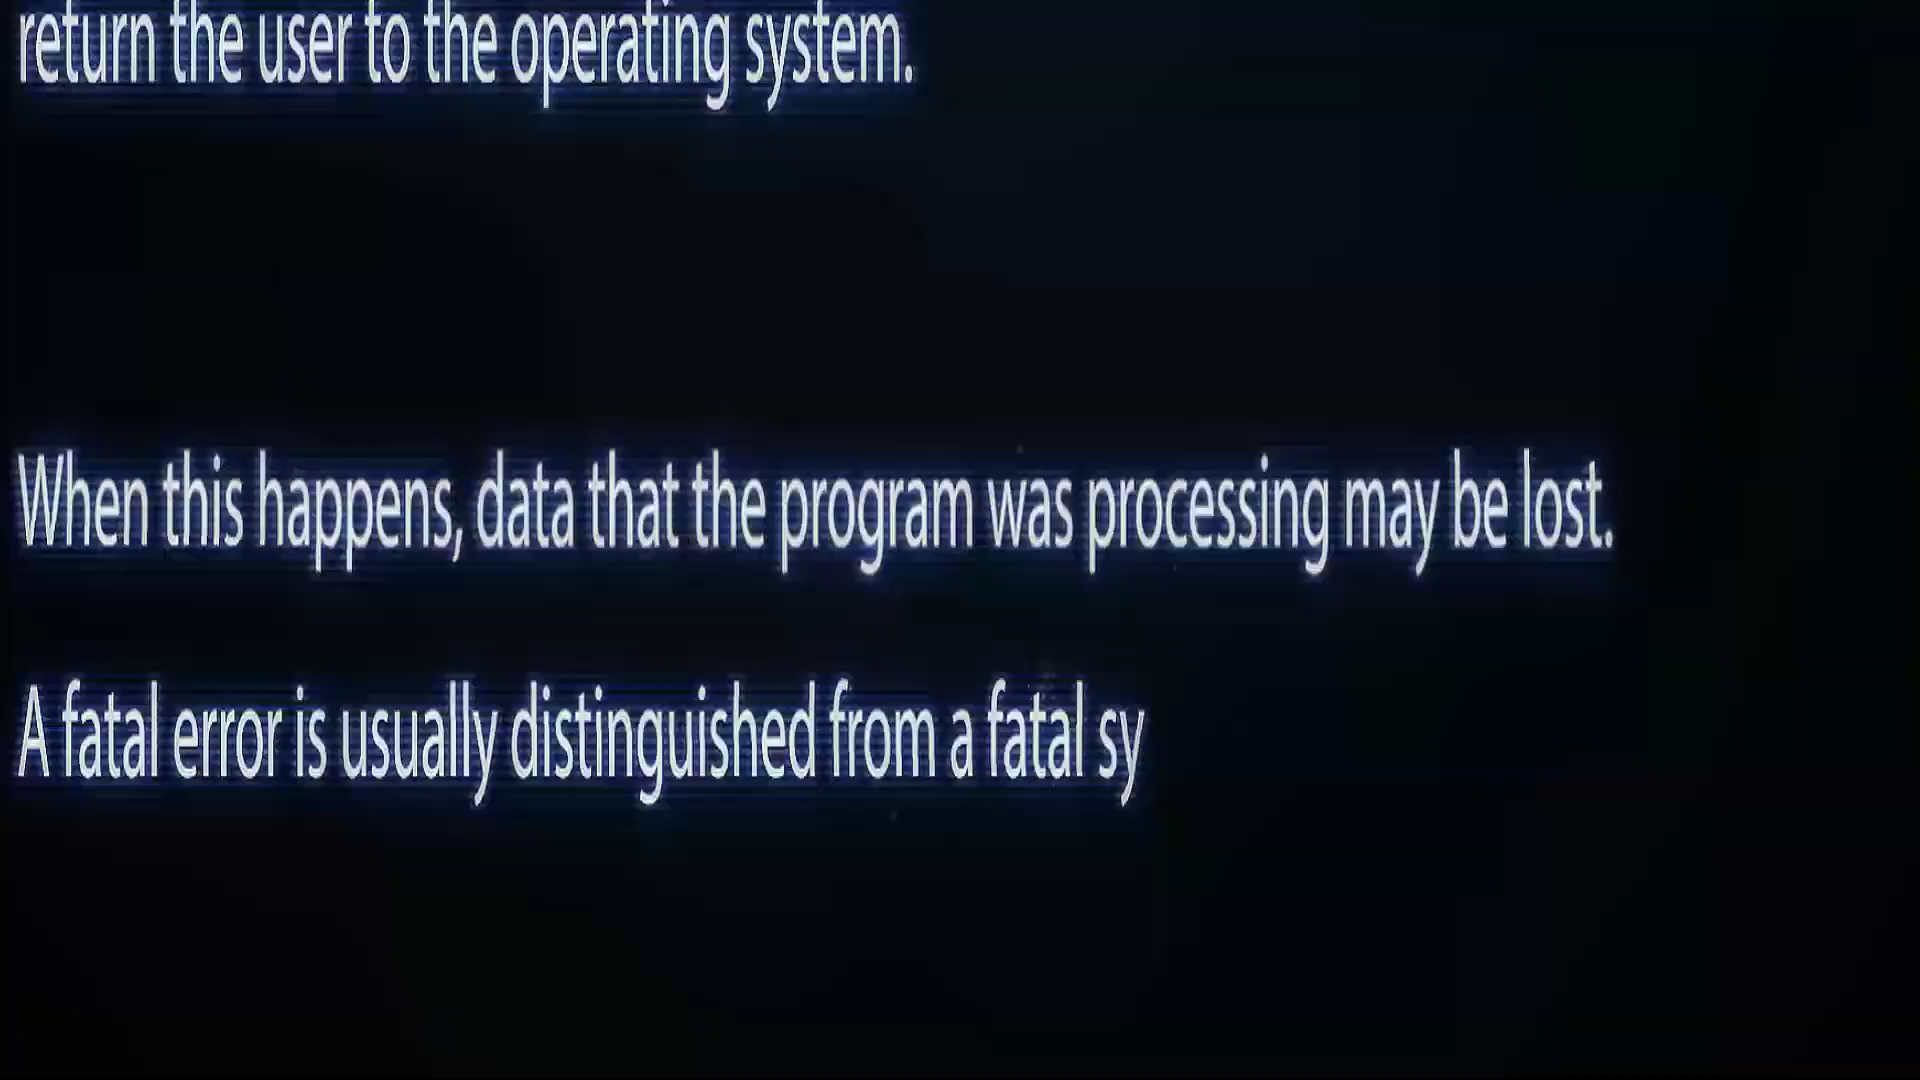 return the user to the operating system.
When this happens, data that the program was processing may be lost.
A fatal error is usually distinguished from a fatal sy